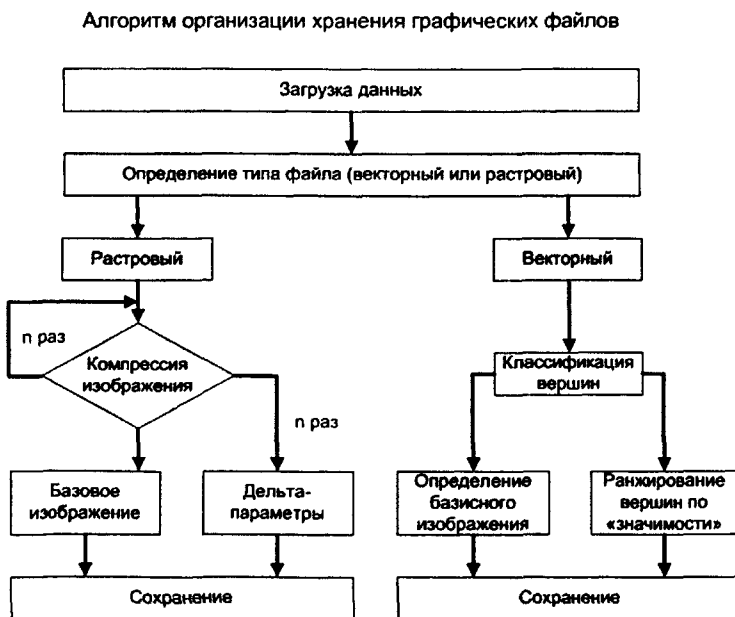 Алгоритм организации хранения графических файлов
Загрузка данных
Определение типа файла (векторный или растровый)
Растровый
Векторный
n раз
Компрессия
изображения
Классификация
вершин
n раз
Базовое
изображение
Дельта-
параметры
Определение
базисного
изображения
Ранжирование
вершин по
«значимости»
Сохранение
Сохранение